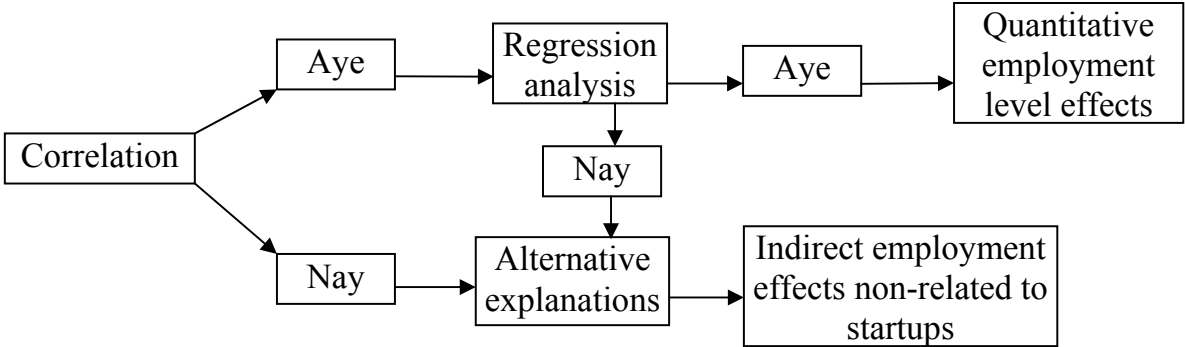 Correlation
Aye
Regression
analysis
Aye
Quantitative
employment
level effects
Nay
Nay
Alternative
explanations
Indirect employment
effects non-related to
startups